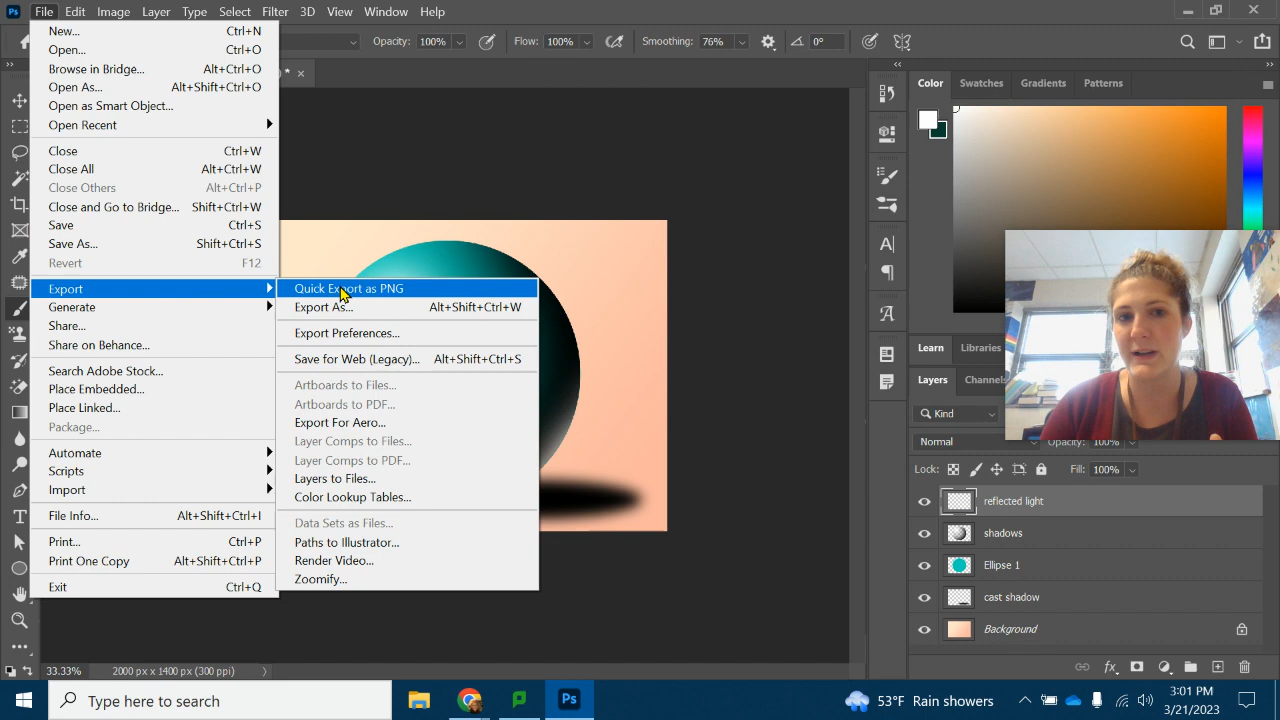 Ps File Edit Image Layer Type Select Filter 3D View Window Help
Opacity: 100% Flow: 100% Smoothing: 76% 0°
New... Ctrl+N
Open... Ctrl+O
Browse in Bridge... Alt+Ctrl+O
Open As... Alt+Shift+Ctrl+O
Open as Smart Object...
Open Recent
Close Ctrl+W
Close All Alt+Ctrl+W
Close Others Alt+Ctrl+P
Close and Go to Bridge... Shift+Ctrl+W
Save Ctrl+S
Save As... Shift+Ctrl+S
Revert F12
Export
Generate
Share...
Share on Behance...
Search Adobe Stock...
Place Embedded...
Place Linked...
Package...
Automate
Scripts
Import
File Info... Alt+Shift+Ctrl+I
Print... Ctrl+P
Print One Copy Alt+Shift+Ctrl+P
Exit Ctrl+Q
) *
Quick Export as PNG
Export As... Alt+Shift+Ctrl+W
Export Preferences...
Save for Web (Legacy)... Alt+Shift+Ctrl+S
Artboards to Files...
Artboards to PDF...
Export For Aero...
Layer Comps to Files...
Layer Comps to PDF...
Layers to Files...
Color Lookup Tables...
Data Sets as Files...
Paths to Illustrator...
Render Video...
Zoomify...
Color Swatches Gradients Patterns
Learn Libraries
Layers Channels
Kind
Normal Opacity: 100%
Lock: Fill: 100%
reflected light
shadows
Ellipse 1
cast shadow
Background
33.33% 2000 px x 1400 px (300 ppi)
Type here to search
Ps
53°F Rain showers
3:01 PM
3/21/2023